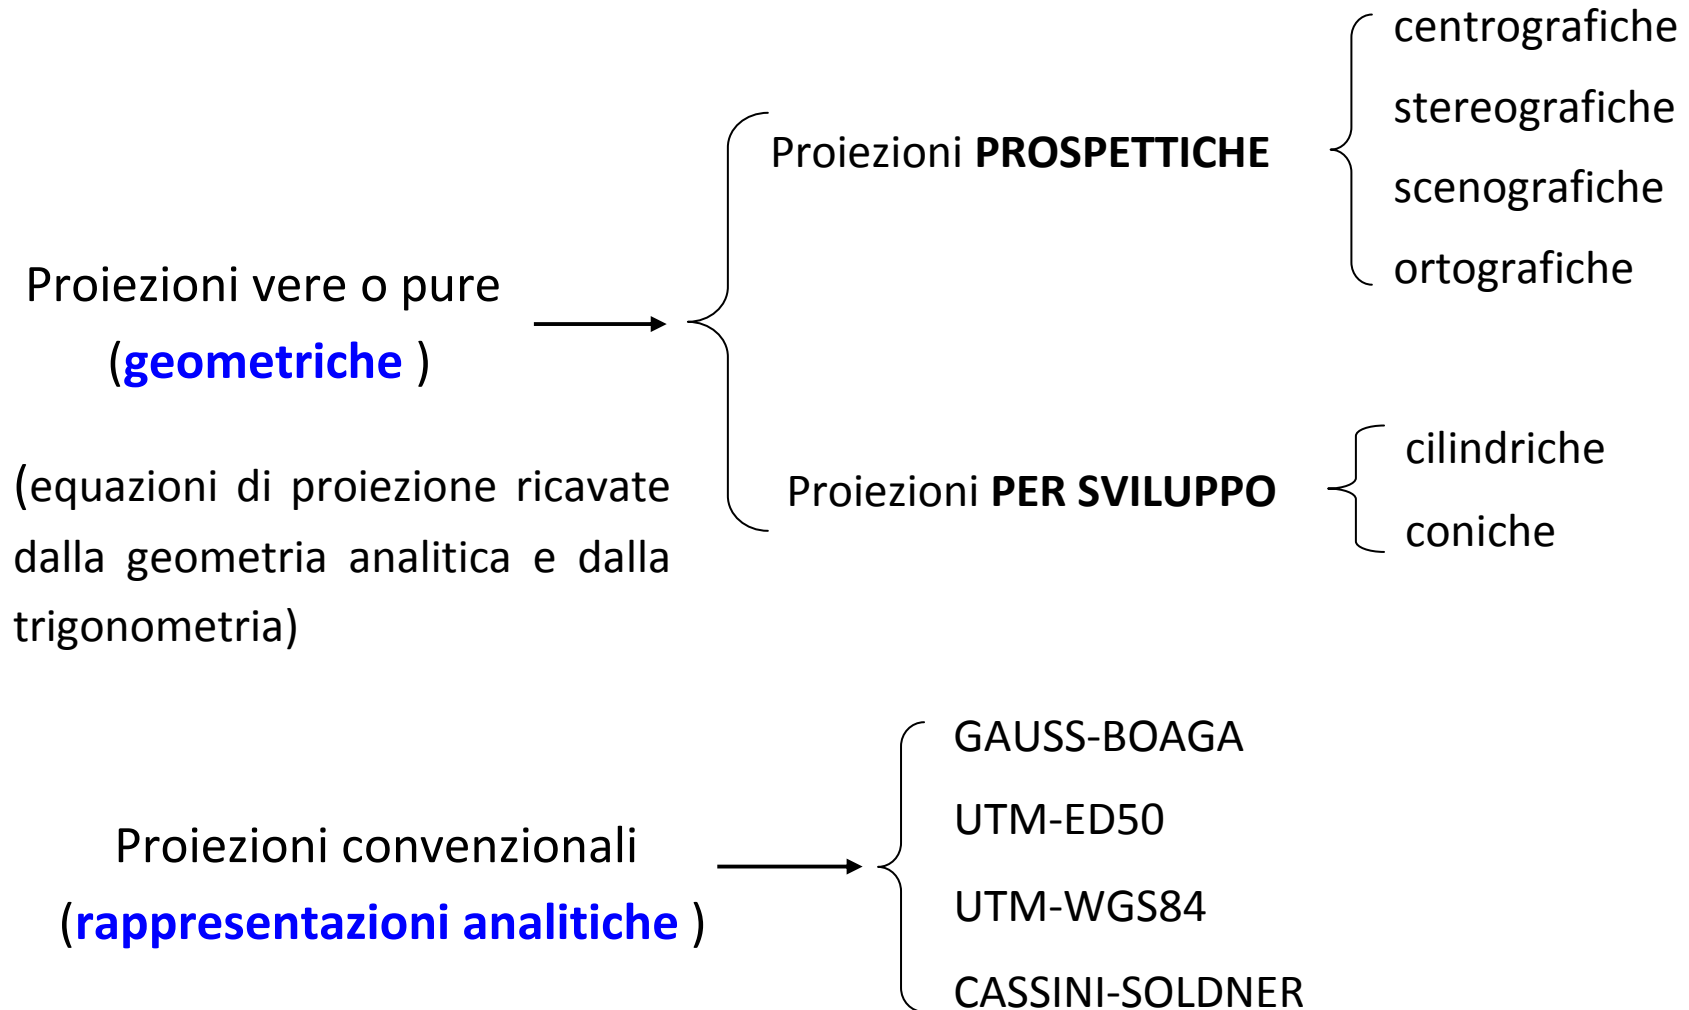 Proiezioni vere o pure
(geometriche )
(equazioni di proiezione ricavate
dalla geometria analitica e dalla
trigonometria)
Proiezioni PROSPETTICHE
centrografiche
stereografiche
scenografiche
ortografiche
Proiezioni PER SVILUPPO
cilindriche
coniche
Proiezioni convenzionali
(rappresentazioni analitiche )
GAUSS-BOAGA
UTM-ED50
UTM-WGS84
CASSINI-SOLDNER